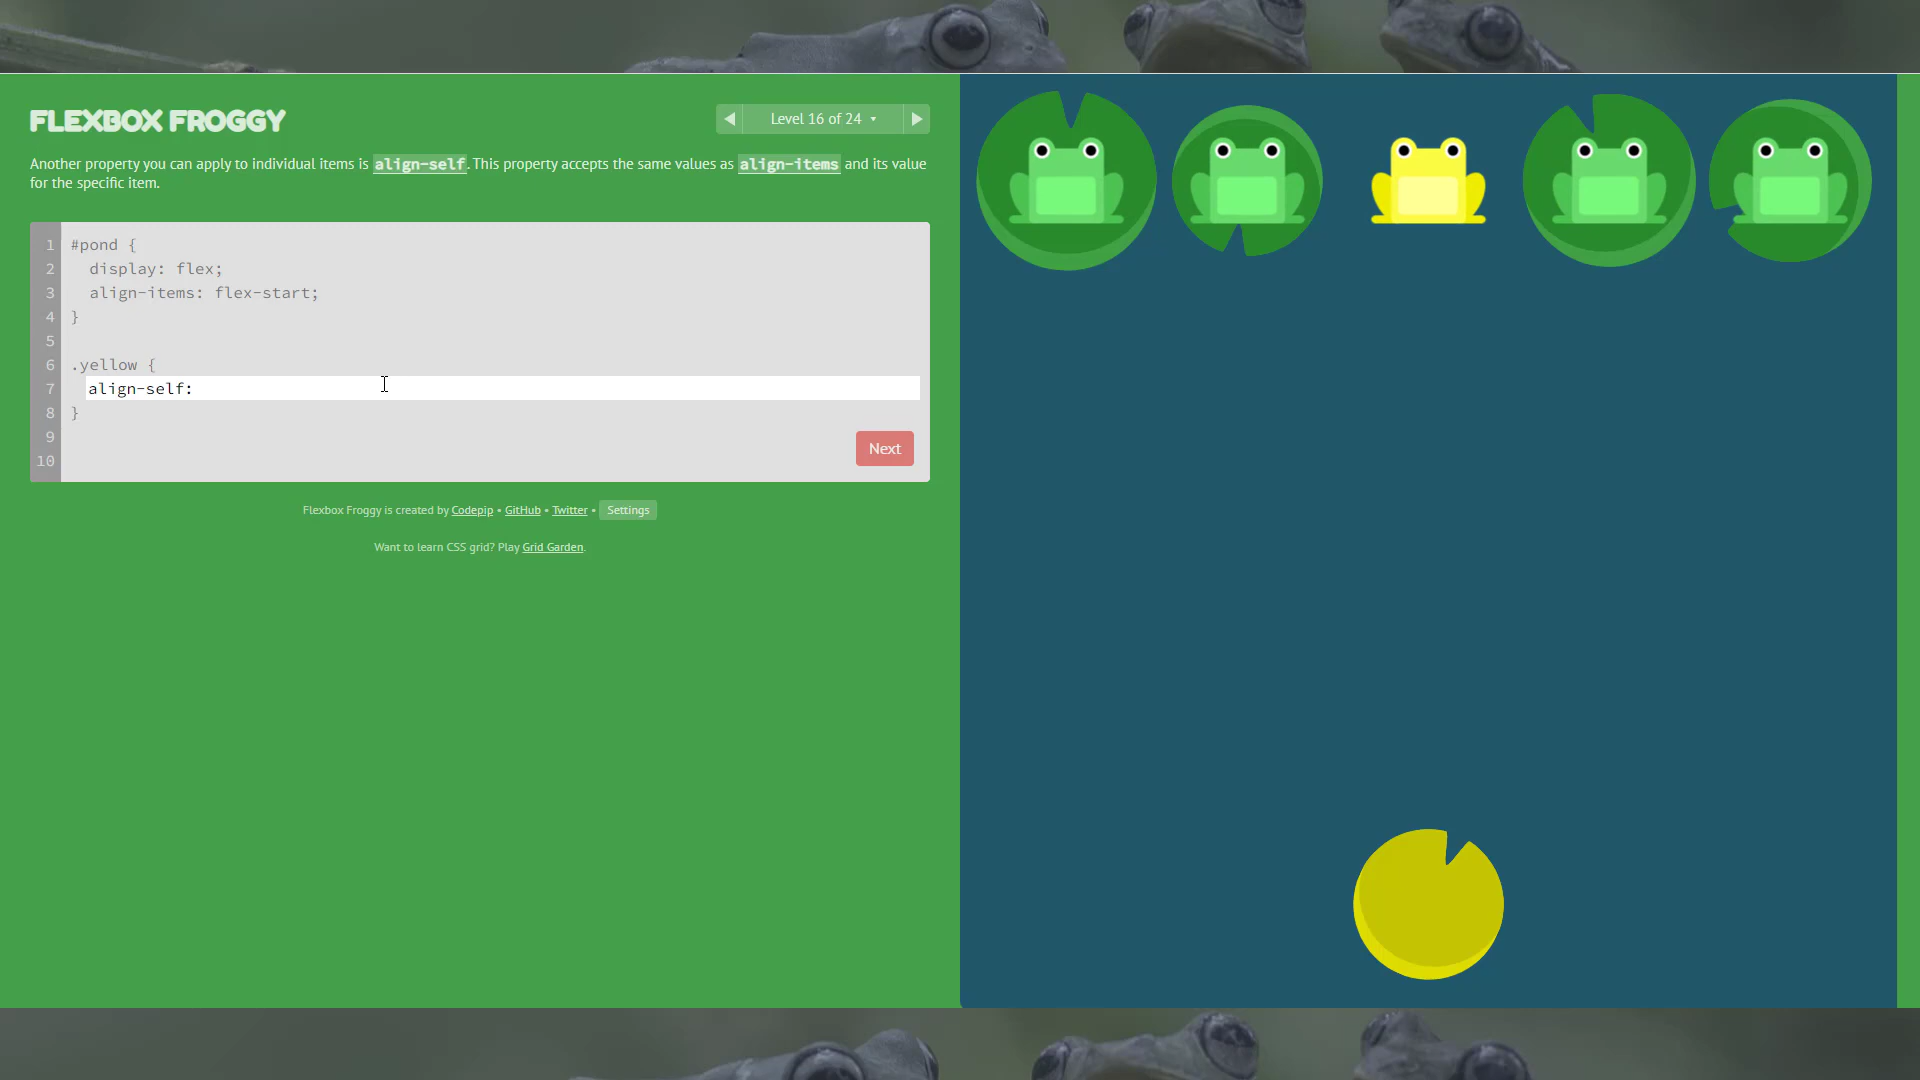 FLEXBOX FROGGY
Level 16 of 24
Another property you can apply to individual items is align-self. This property accepts the same values as align-items and its value
for the specific item.
1 #pond {
2 display: flex;
3 align-items: flex-start;
4 }
5
6 .yellow {
7 align-self:
8 }
9
10
Next
Flexbox Froggy is created by Codepip • GitHub • Twitter • Settings
Want to learn CSS grid? Play Grid Garden.